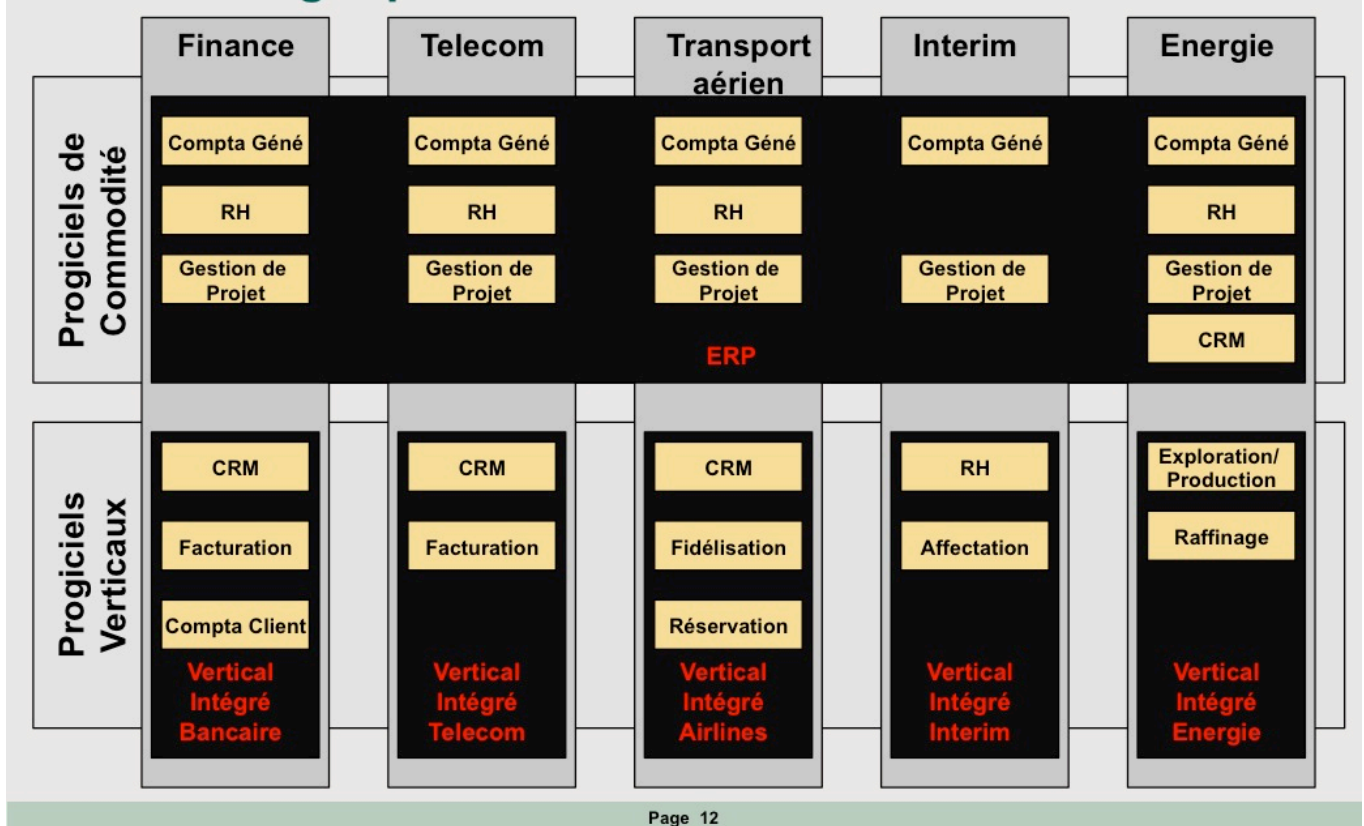 Finance
Telecom
Transport
aérien
Interim
Energie
Progiciels de
Commodité
Compta Géné
Compta Géné
Compta Géné
Compta Géné
Compta Géné
RH
RH
RH
RH
Gestion de
Projet
Gestion de
Projet
Gestion de
Projet
Gestion de
Projet
Gestion de
Projet
CRM
ERP
Progiciels
Verticaux
CRM
Facturation
Compta Client
Vertical
Intégré
Bancaire
CRM
Facturation
Vertical
Intégré
Telecom
CRM
Fidélisation
Réservation
Vertical
Intégré
Airlines
RH
Affectation
Vertical
Intégré
Interim
Exploration/
Production
Raffinage
Vertical
Intégré
Energie
Page 12